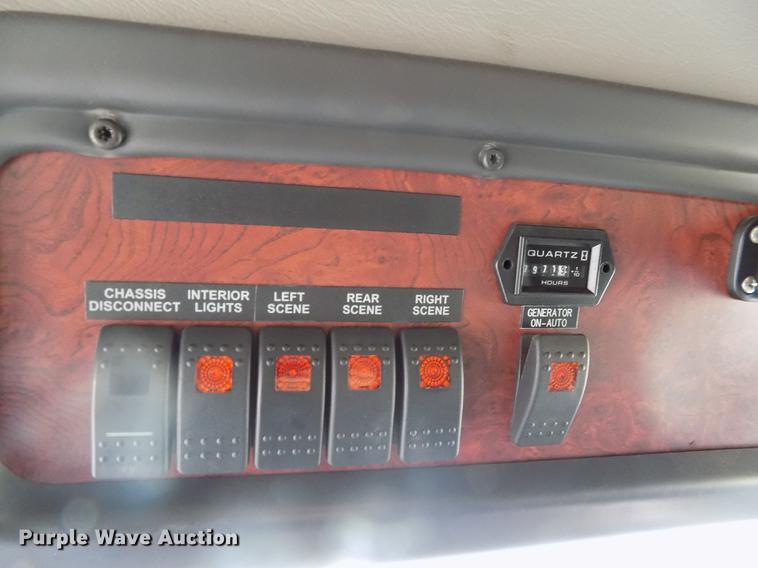 QUARTZ
HOURS
GENERATOR
ON-AUTO
CHASSIS
DISCONNECT
INTERIOR
LIGHTS
LEFT
SCENE
REAR
SCENE
RIGHT
SCENE
Purple Wave Auction